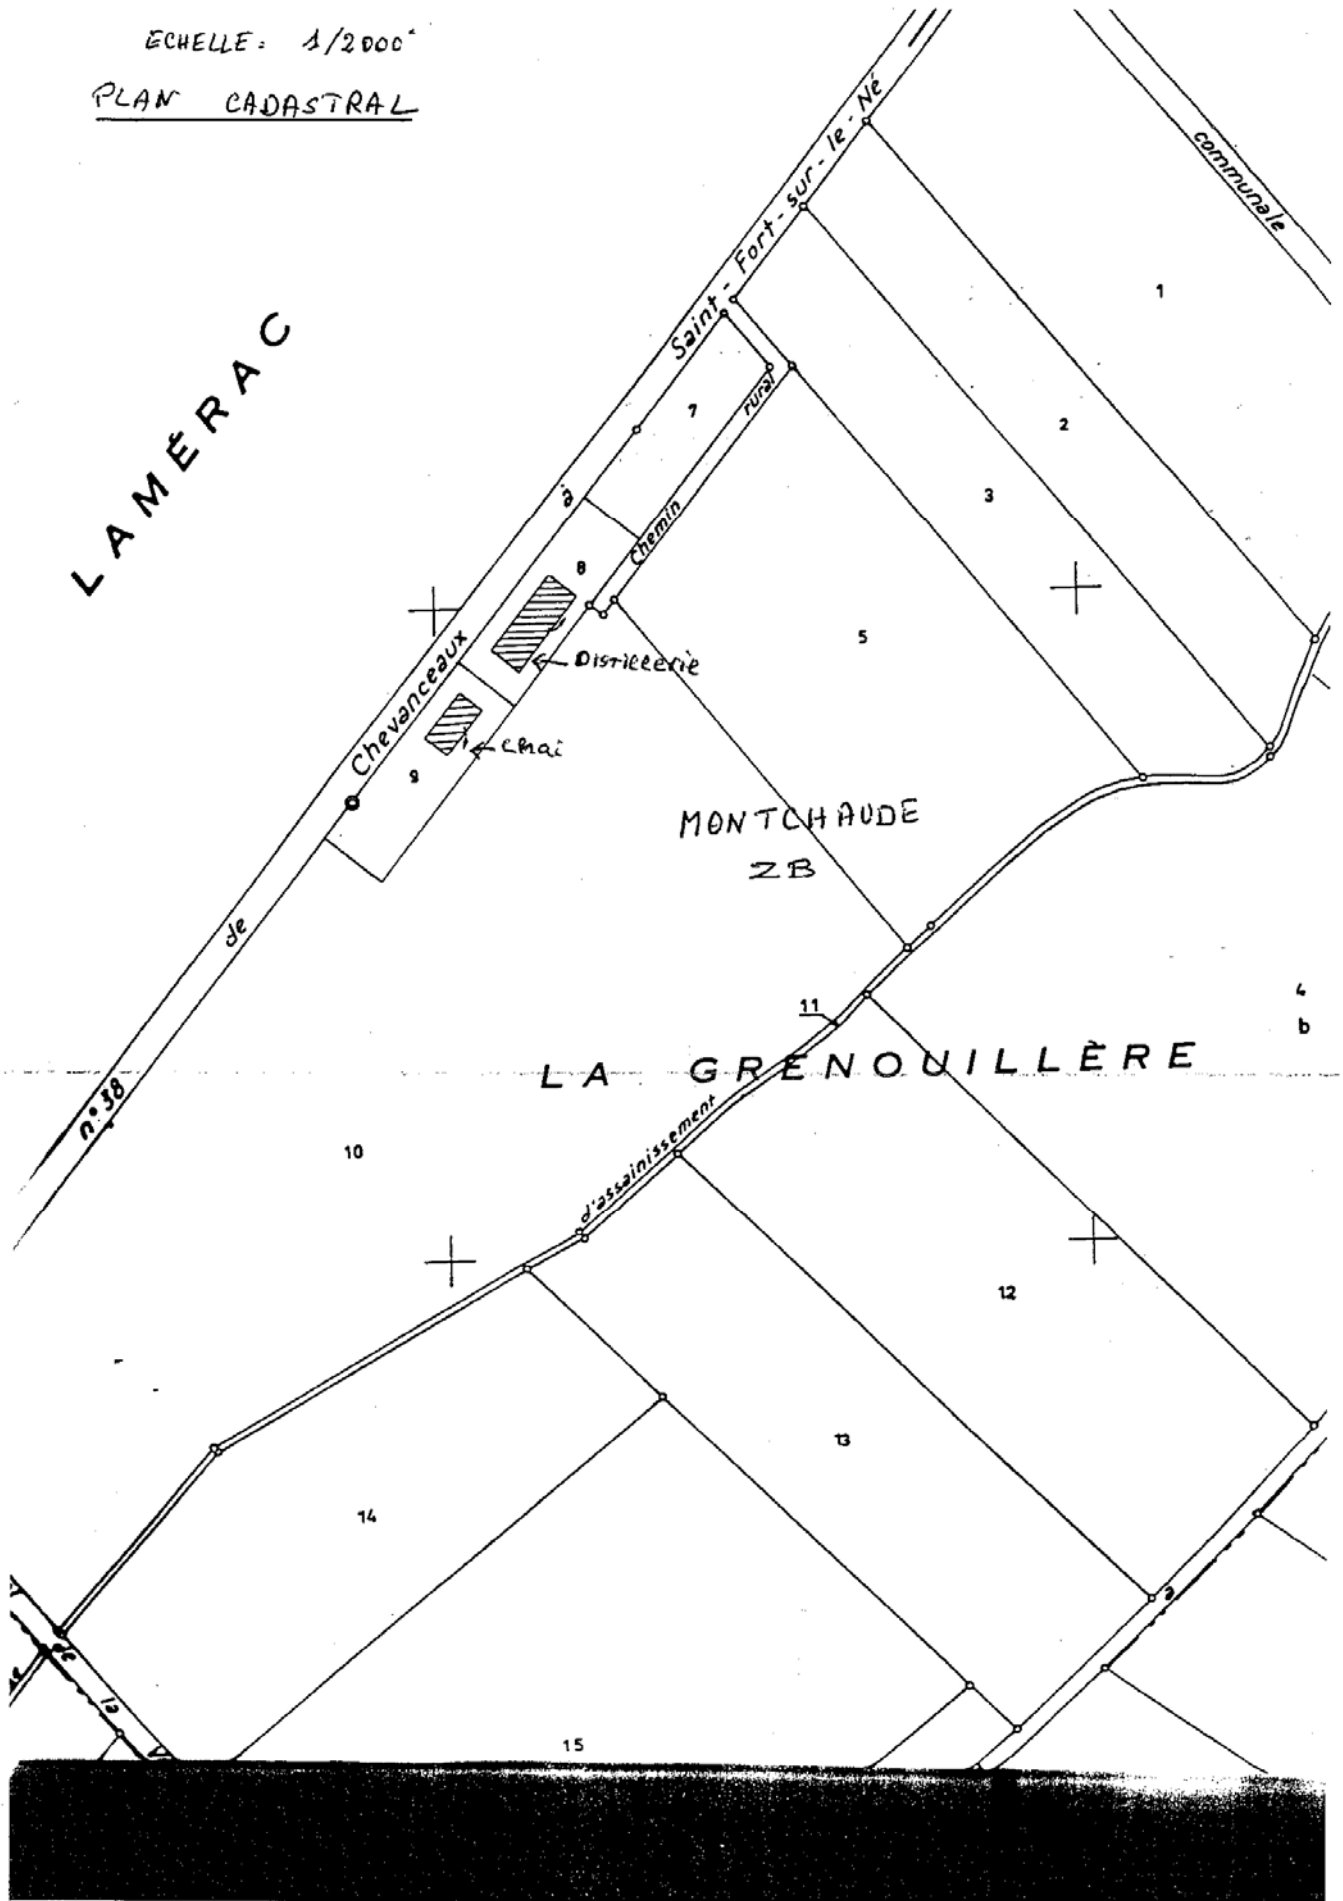 ECHELLE: 1/2000°
PLAN CADASTRAL
communale
LAMÉRAC
n° 38 de Chevanceaux à Saint-Fort-sur-le-Né
1
2
3
7
Chemin rural
8
5
Distillerie
Chai
9
MONTCHAUDE
ZB
4
b
11
LA GRENOUILLÈRE
d'assainissement
10
12
13
14
à
la
15